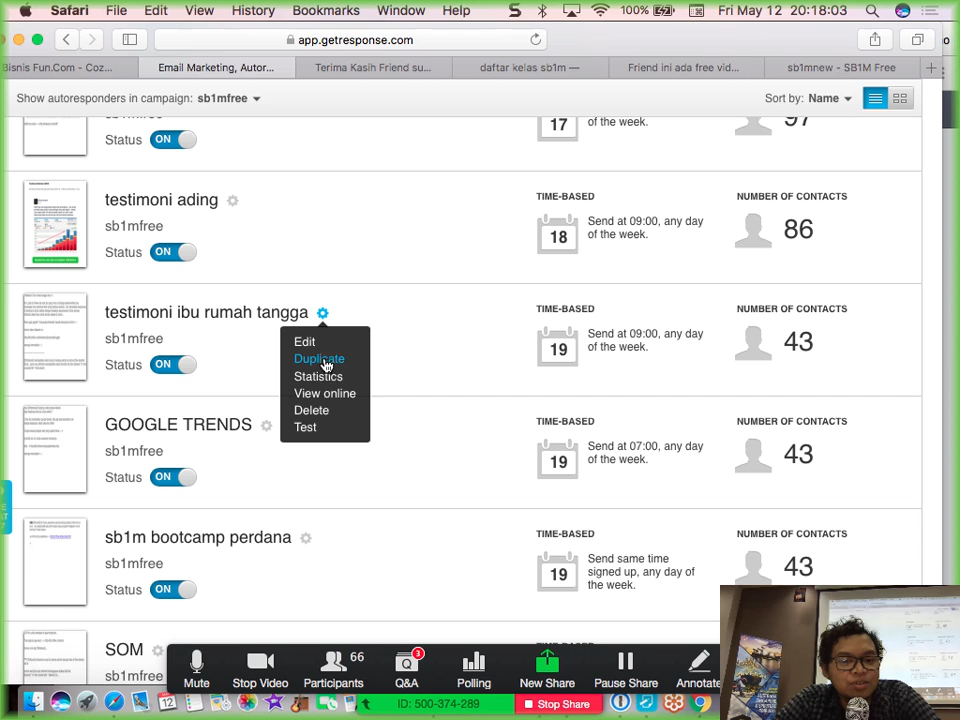 Safari File Edit View History Bookmarks Window Help S 100% Fri May 12 20:18:03
app.getresponse.com
Bisnis Fun.Com - Coz... Email Marketing, Autor... Terima Kasih Friend su... daftar kelas sb1m — Friend ini ada free vid... sb1mnew - SB1M Free +
Show autoresponders in campaign: sb1mfree Sort by: Name
sb1mfree 17 of the week. 97
Status ON
testimoni ading TIME-BASED NUMBER OF CONTACTS
sb1mfree 18 Send at 09:00, any day of the week. 86
Status ON
testimoni ibu rumah tangga TIME-BASED NUMBER OF CONTACTS
sb1mfree 19 Send at 09:00, any day of the week. 43
Status ON
Edit
Duplicate
Statistics
View online
Delete
Test
GOOGLE TRENDS TIME-BASED NUMBER OF CONTACTS
sb1mfree 19 Send at 07:00, any day of the week. 43
Status ON
sb1m bootcamp perdana TIME-BASED NUMBER OF CONTACTS
sb1mfree 19 Send same time signed up, any day of the week. 43
Status ON
SOM
66 3
Mute Stop Video Participants Q&A Polling New Share Pause Share Annotate
12 ID: 500-374-289 Stop Share